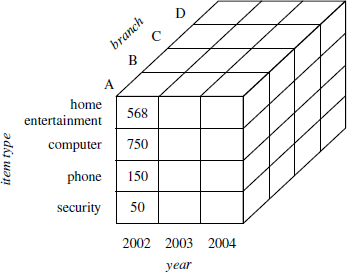 D
branch
C
B
A
home
entertainment
568
computer
750
item type
phone
150
security
50
2002 2003 2004
year